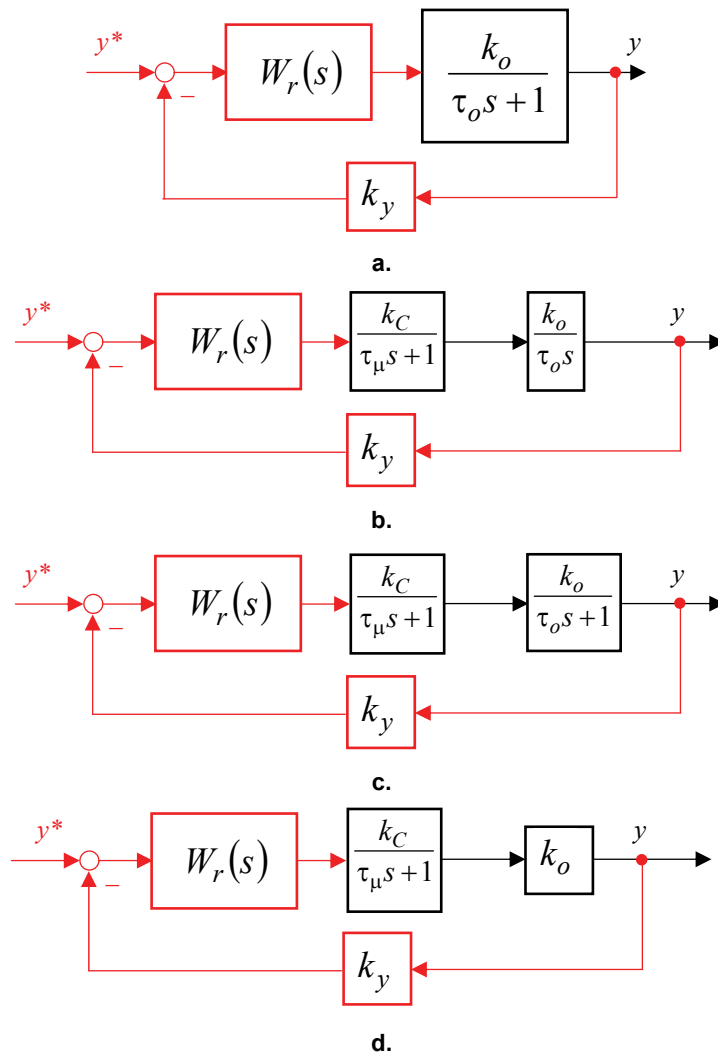 y* W_r(s) k_o y
τ_o s + 1
−
k_y
a.
y* W_r(s) k_C k_o y
τ_μ s + 1 τ_o s
−
k_y
b.
y* W_r(s) k_C k_o y
τ_μ s + 1 τ_o s + 1
−
k_y
c.
y* W_r(s) k_C k_o y
τ_μ s + 1
−
k_y
d.